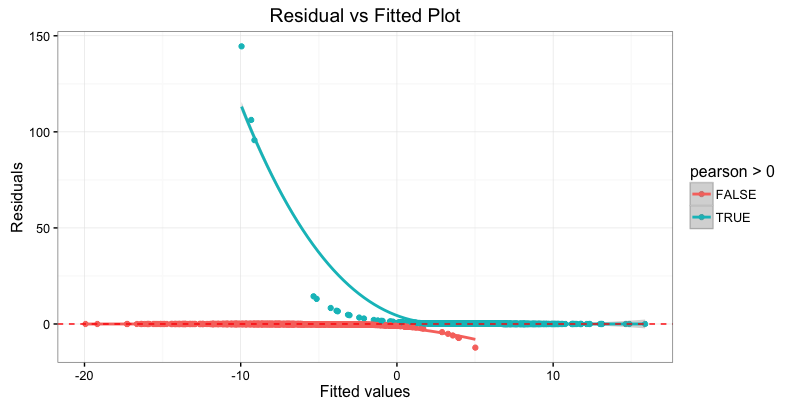 Residual vs Fitted Plot
150
100
50
0
-20
-10
0
10
Fitted values
Residuals
pearson > 0
FALSE
TRUE